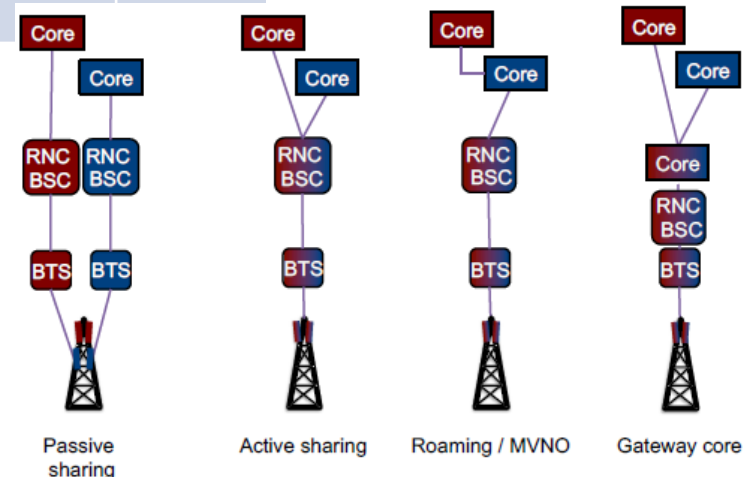 Core
Core
RNC
BSC
RNC
BSC
BTS
BTS
Passive
sharing
Core
Core
RNC
BSC
BTS
Active sharing
Core
Core
RNC
BSC
BTS
Roaming / MVNO
Core
Core
Core
RNC
BSC
BTS
Gateway core